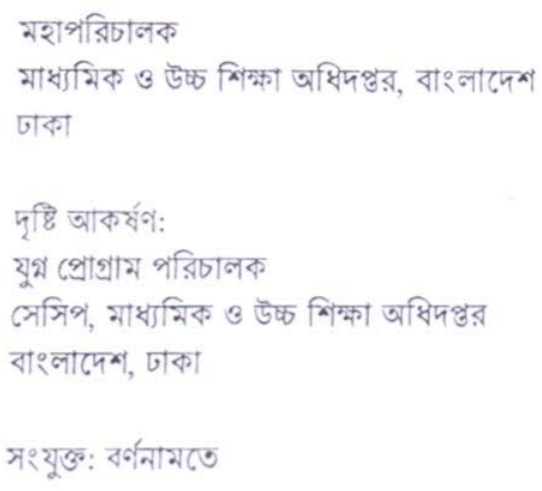 মহাপরিচালক
মাধ্যমিক ও উচ্চ শিক্ষা অধিদপ্তর, বাংলাদেশ
ঢাকা
দৃষ্টি আকর্ষণ:
যুগ্ম প্রোগ্রাম পরিচালক
সেসিপ, মাধ্যমিক ও উচ্চ শিক্ষা অধিদপ্তর
বাংলাদেশ, ঢাকা
সংযুক্ত: বর্ণনামতে